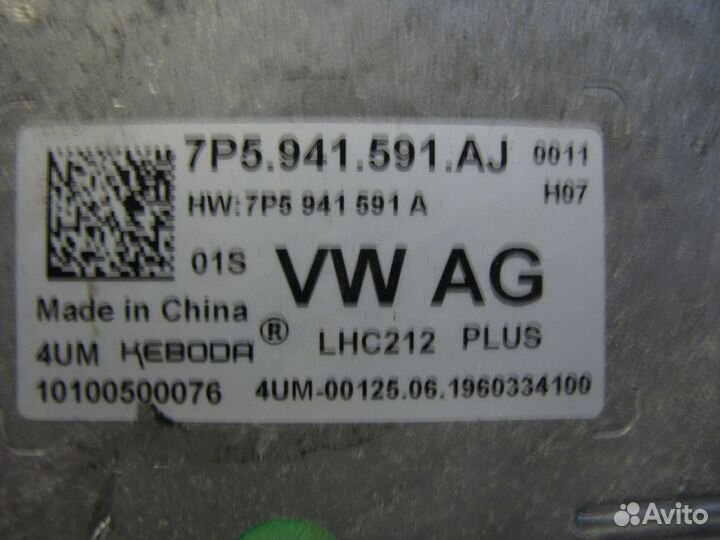 7P5.941.591.AJ 0011
HW:7P5 941 591 A H07
01S VW AG
Made in China
4UM KEBODA® LHC212 PLUS
10100500076 4UM-00125.06.1960334100
Avito